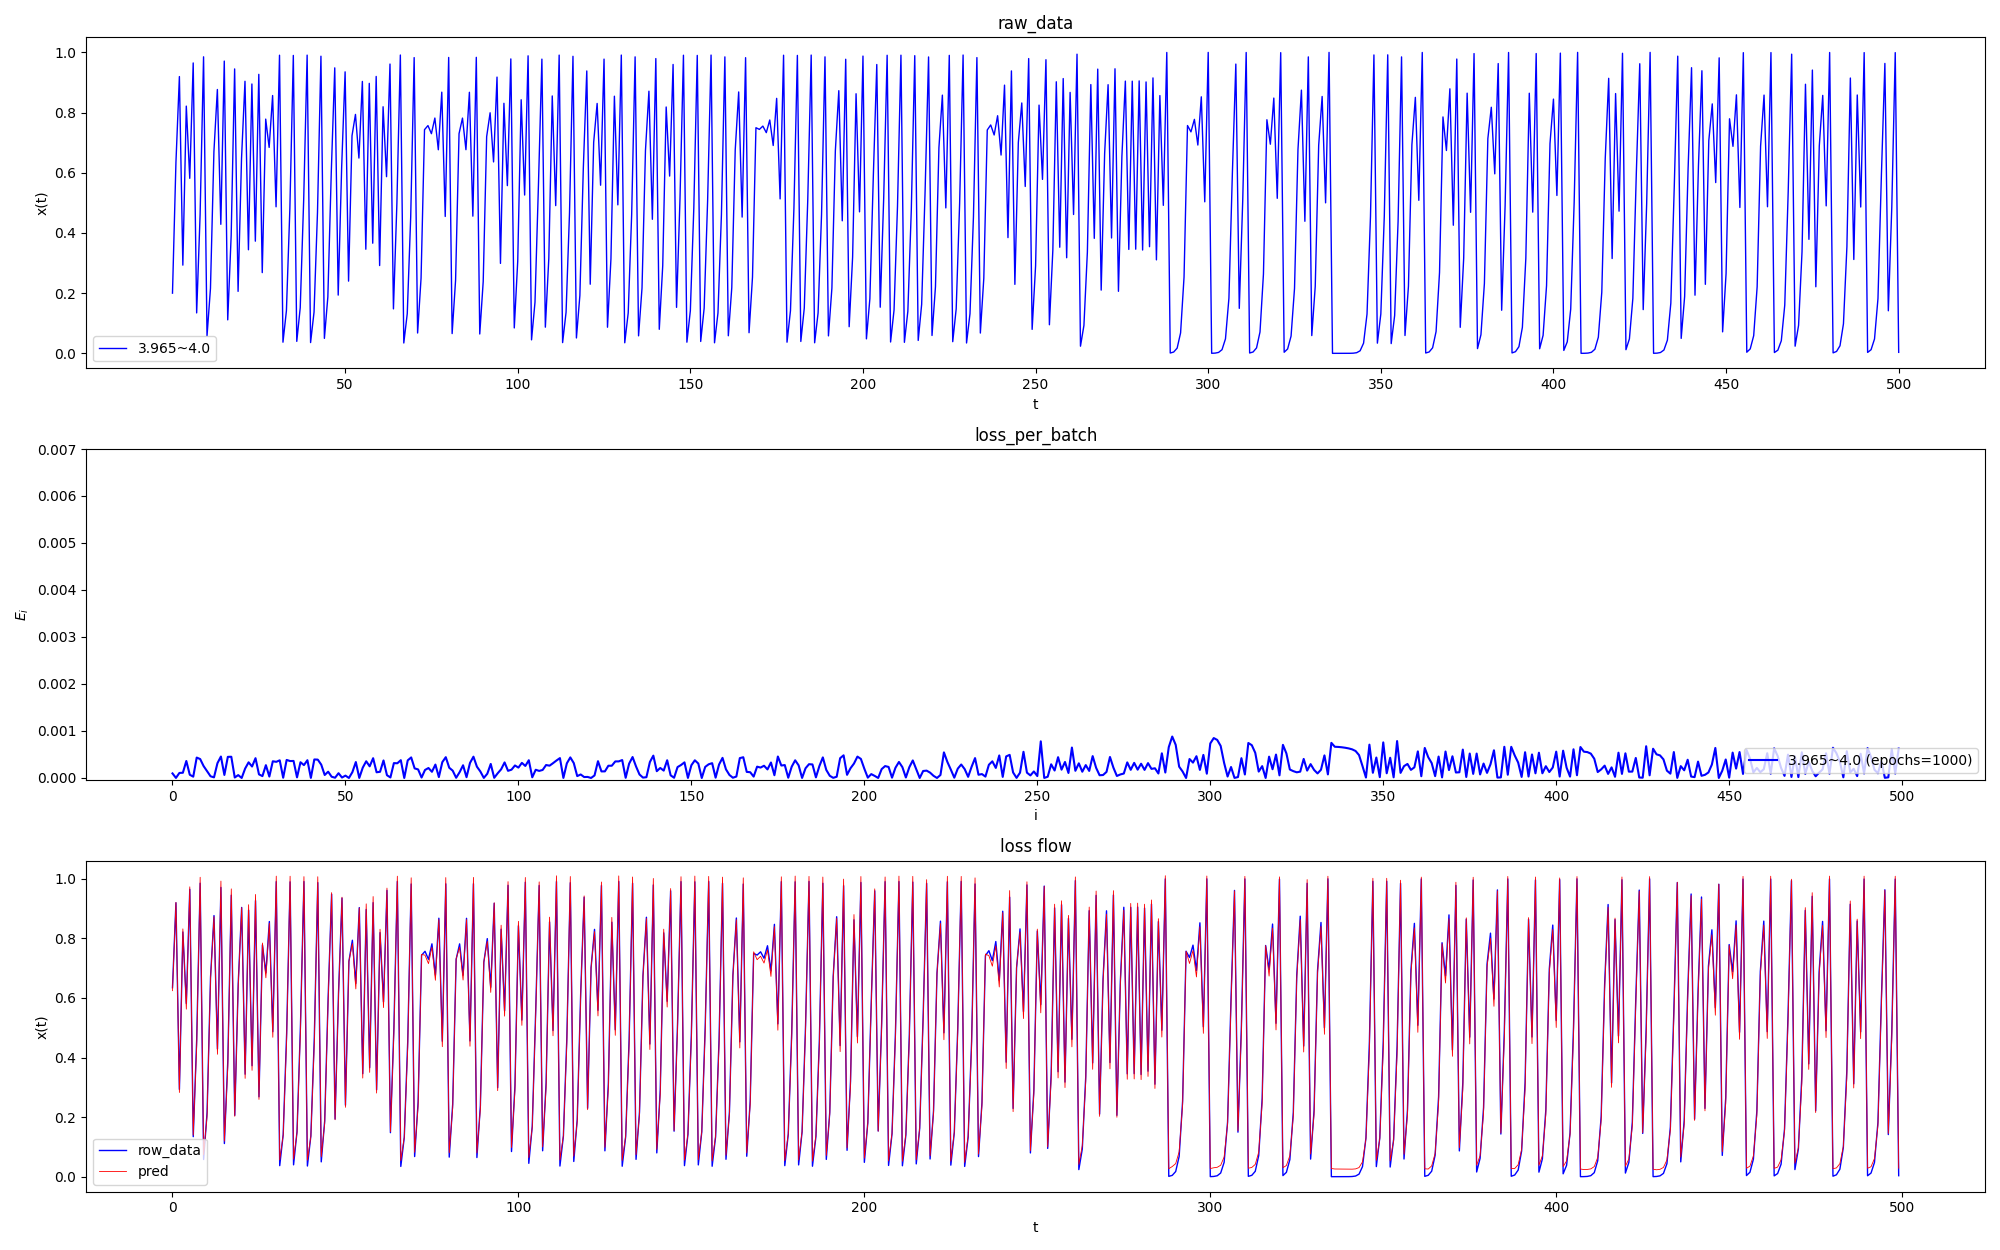 raw_data
1.0
0.8
0.6
0.4
0.2
0.0
x(t)
3.965~4.0
50 100 150 200 250 300 350 400 450 500
t
loss_per_batch
0.007
0.006
0.005
0.004
0.003
0.002
0.001
0.000
E_i
3.965~4.0 (epochs=1000)
0 50 100 150 200 250 300 350 400 450 500
i
loss flow
1.0
0.8
0.6
0.4
0.2
0.0
x(t)
row_data
pred
0 100 200 300 400 500
t